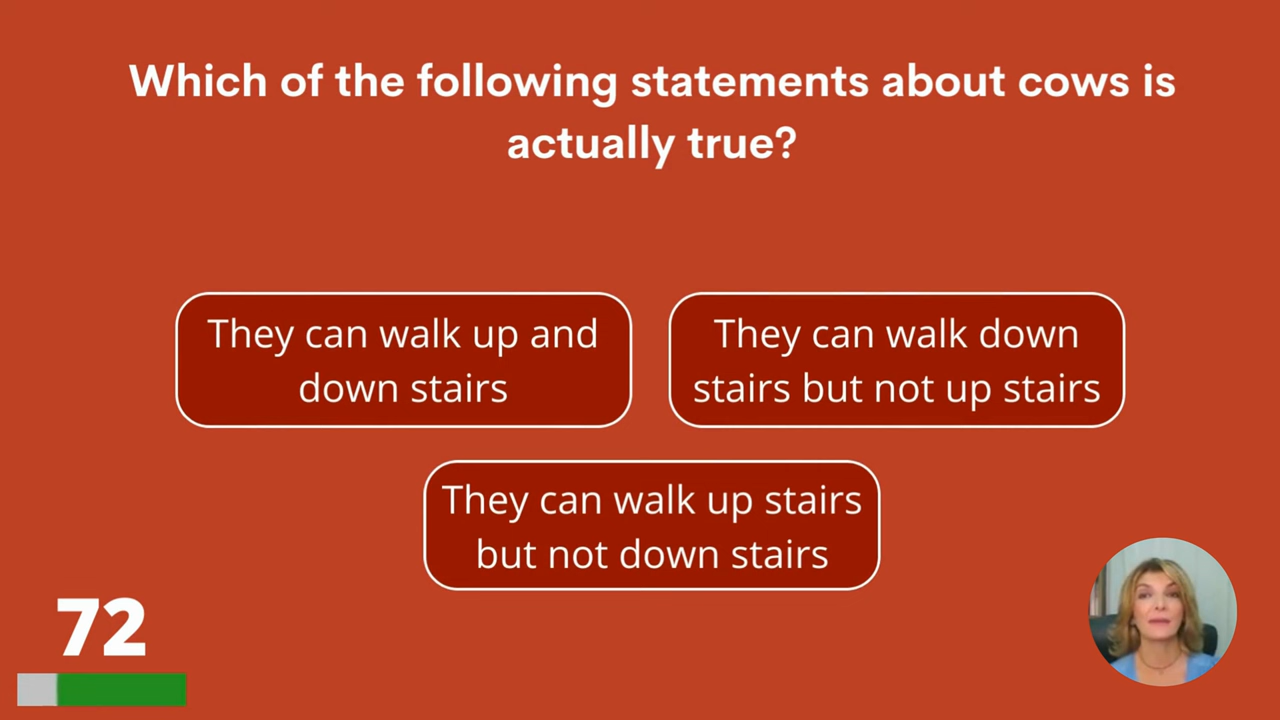 Which of the following statements about cows is
actually true?
They can walk up and
down stairs
They can walk down
stairs but not up stairs
They can walk up stairs
but not down stairs
72